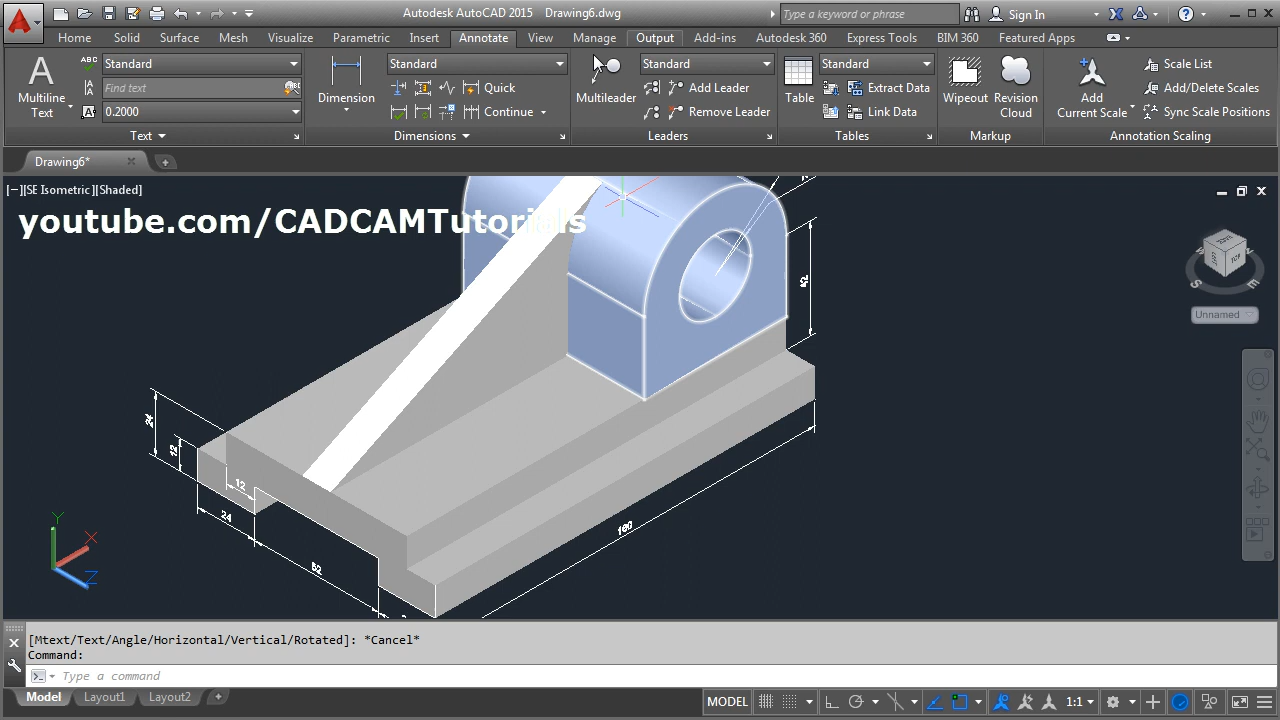 Autodesk AutoCAD 2015 Drawing6.dwg
Type a keyword or phrase
Sign In
Home Solid Surface Mesh Visualize Parametric Insert Annotate View Manage Output Add-ins Autodesk 360 Express Tools BIM 360 Featured Apps
A
Multiline
Text
ABC
Standard
Find text
0.2000
Text
Dimension
Standard
Quick
Continue
Dimensions
Multileader
Standard
Add Leader
Remove Leader
Leaders
Table
Standard
Extract Data
Link Data
Tables
Wipeout
Revision
Cloud
Markup
Add
Current Scale
Scale List
Add/Delete Scales
Sync Scale Positions
Annotation Scaling
Drawing6*
[−][SE Isometric][Shaded]
youtube.com/CADCAMTutorials
S E
Unnamed
24
12
12
24
52
160
Y
X
Z
[Mtext/Text/Angle/Horizontal/Vertical/Rotated]: *Cancel*
Command:
Type a command
Model Layout1 Layout2
MODEL
1:1